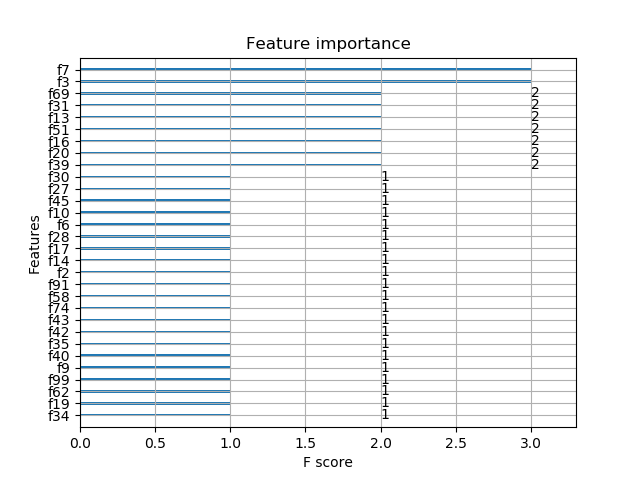 Feature importance
f7
f3
f69 2
f31 2
f13 2
f51 2
f16 2
f20 2
f39 2
f30 1
f27 1
f45 1
f10 1
f6 1
f28 1
f17 1
f14 1
f2 1
f91 1
f58 1
f74 1
f43 1
f42 1
f35 1
f40 1
f9 1
f99 1
f62 1
f19 1
f34 1
Features
0.0 0.5 1.0 1.5 2.0 2.5 3.0
F score